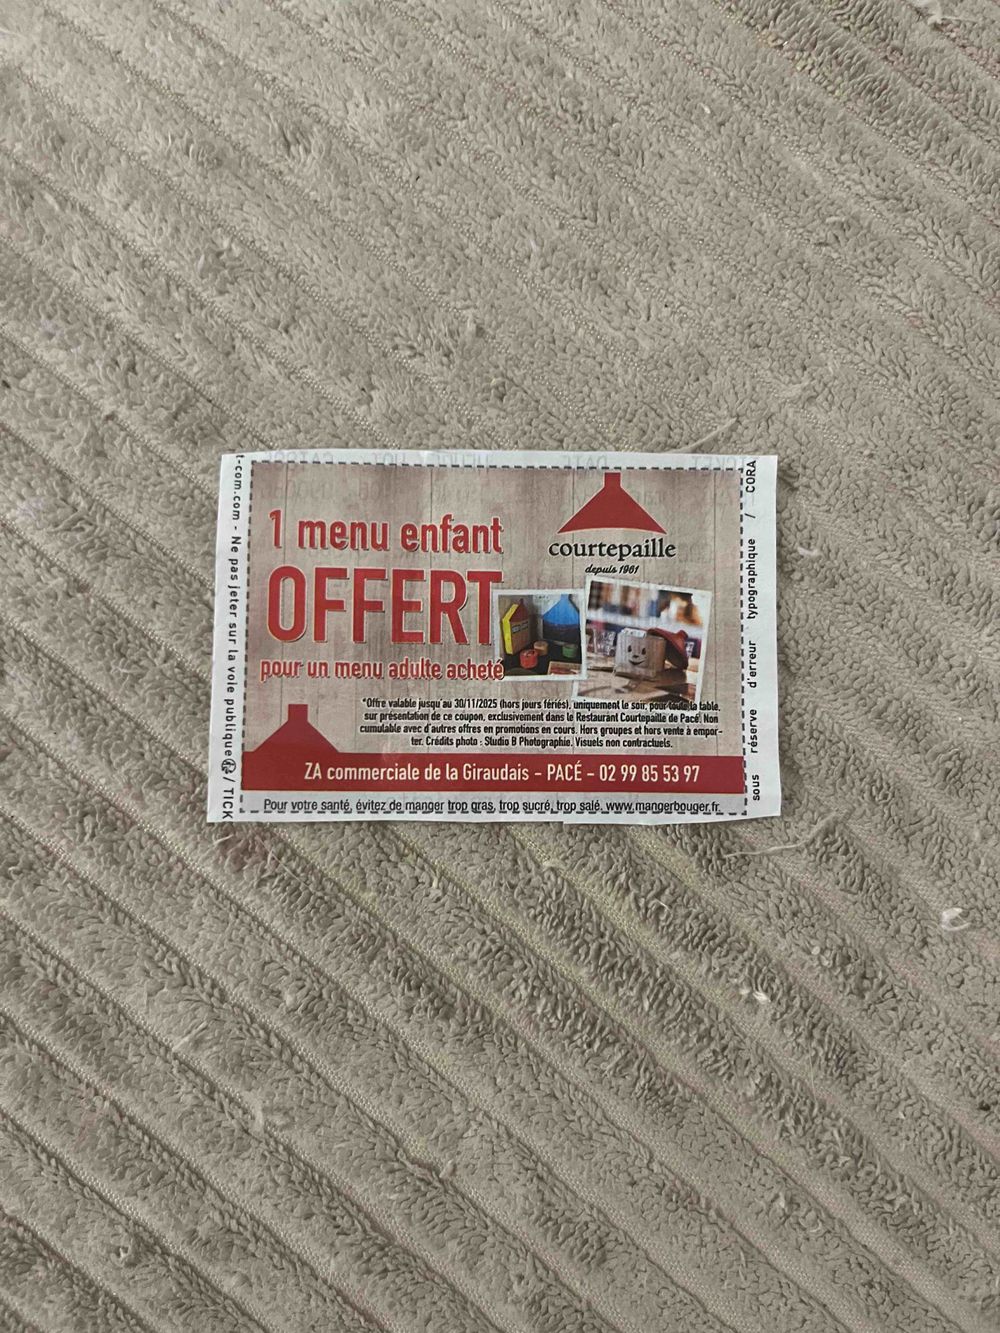 1 menu enfant
OFFERT
pour un menu adulte acheté
courtepaille
depuis 1961
*Offre valable jusqu'au 30/11/2025 (hors jours fériés), uniquement le soir, pour toute la table,
sur présentation de ce coupon, exclusivement dans le Restaurant Courtepaille de Pacé. Non
cumulable avec d'autres offres en promotions en cours. Hors groupes et hors vente à empor-
ter. Crédits photo : Studio B Photographie. Visuels non contractuels.
ZA commerciale de la Giraudais – PACÉ – 02 99 85 53 97
Pour votre santé, évitez de manger trop gras, trop sucré, trop salé. www.mangerbouger.fr.
t-com.com - Ne pas jeter sur la voie publique / TICK
sous réserve d'erreur typographique / CORA